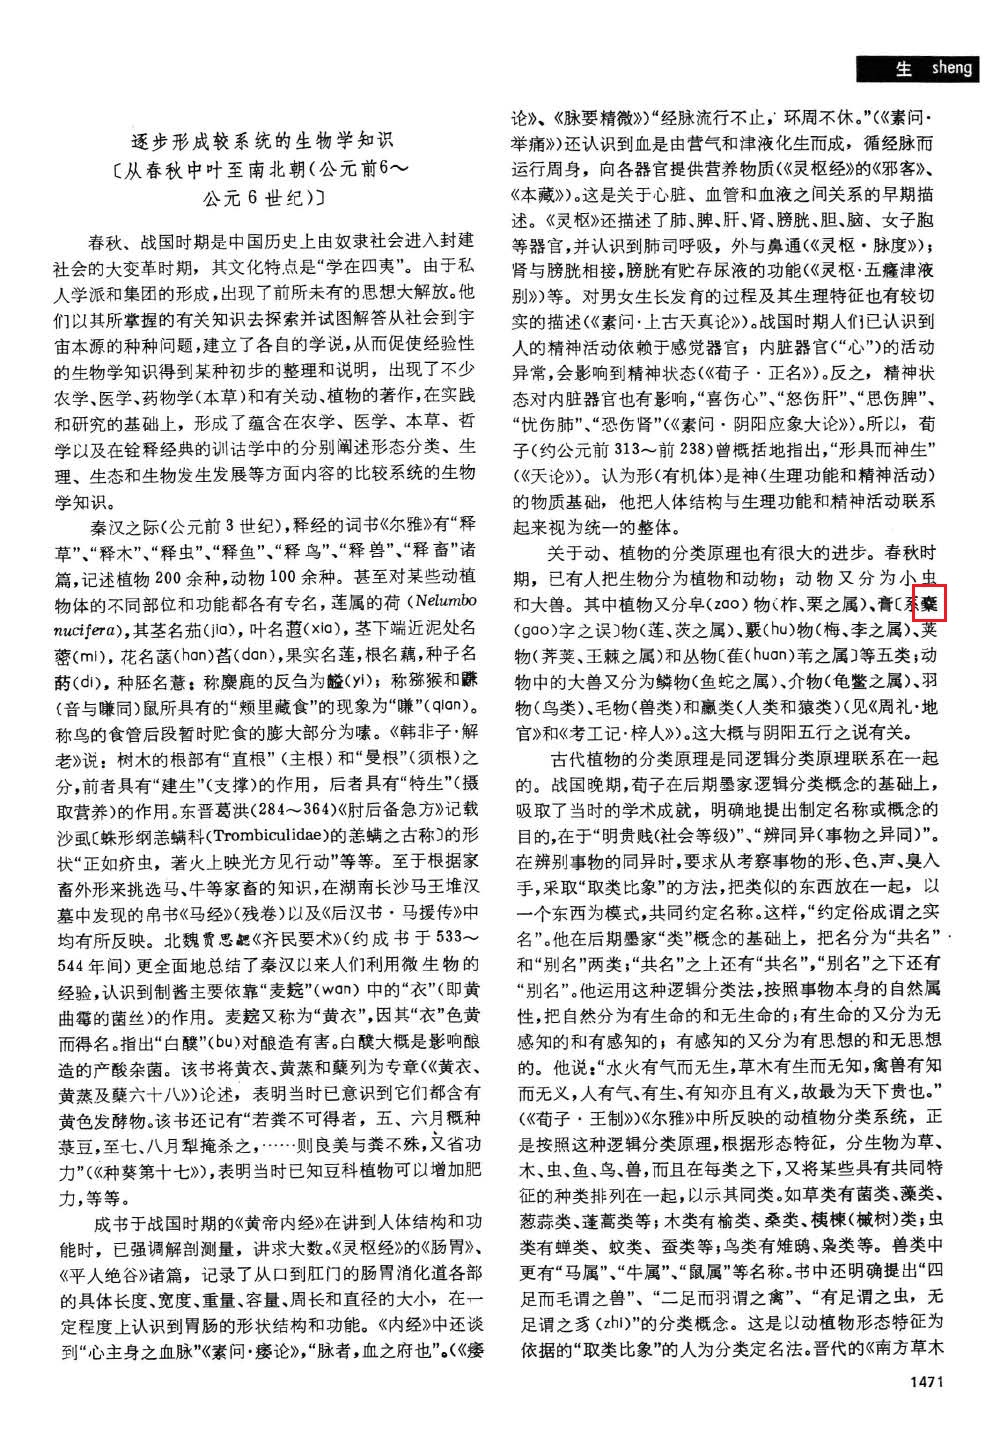 生 sheng
逐步形成较系统的生物学知识
〔从春秋中叶至南北朝(公元前6～
公元6世纪)〕
春秋、战国时期是中国历史上由奴隶社会进入封建
社会的大变革时期，其文化特点是“学在四夷”。由于私
人学派和集团的形成,出现了前所未有的思想大解放。他
们以其所掌握的有关知识去探索并试图解答从社会到宇
宙本源的种种问题,建立了各自的学说,从而促使经验性
的生物学知识得到某种初步的整理和说明，出现了不少
农学、医学、药物学(本草)和有关动、植物的著作,在实践
和研究的基础上，形成了蕴含在农学、医学、本草、哲
学以及在铨释经典的训诂学中的分别阐述形态分类、生
理、生态和生物发生发展等方面内容的比较系统的生物
学知识。
秦汉之际(公元前3世纪),释经的词书《尔雅》有“释
草”、“释木”、“释虫”、“释鱼”、“释鸟”、“释兽”、“释畜”诸
篇,记述植物200余种,动物100余种。甚至对某些动植
物体的不同部位和功能都各有专名，莲属的荷 (Nelumbo
nucifera),其茎名茄(jia)，叶名蕸(xia)，茎下端近泥处名
蔤(mi)，花名菡(han)萏(dan),果实名莲,根名藕,种子名
菂(di)，种胚名薏；称麋鹿的反刍为齸(yi)；称猕猴和鼸
(音与嗛同)鼠所具有的“颊里藏食”的现象为“嗛”(qian)。
称鸟的食管后段暂时贮食的膨大部分为嗉。《韩非子·解
老》说：树木的根部有“直根”（主根）和“曼根”(须根)之
分,前者具有“建生”(支撑)的作用，后者具有“特生”(摄
取营养)的作用。东晋葛洪(284～364)《肘后备急方》记载
沙虱〔蛛形纲恙螨科(Trombiculidae)的恙螨之古称〕的形
状“正如疥虫，著火上映光方见行动”等等。至于根据家
畜外形来挑选马、牛等家畜的知识,在湖南长沙马王堆汉
墓中发现的帛书《马经》(残卷)以及《后汉书·马援传》中
均有所反映。北魏贾思勰《齐民要术》(约成书于533～
544年间)更全面地总结了秦汉以来人们利用微生物的
经验,认识到制酱主要依靠“麦䴷”(wan) 中的“衣”(即黄
曲霉的菌丝)的作用。麦䴷又称为“黄衣”,因其“衣”色黄
而得名。指出“白醭”(bu)对酿造有害。白醭大概是影响酿
造的产酸杂菌。该书将黄衣、黄蒸和蘖列为专章(《黄衣、
黄蒸及蘖六十八》)论述，表明当时已意识到它们都含有
黄色发酵物。该书还记有“若粪不可得者，五、六月概种
菉豆,至七、八月犁掩杀之,……则良美与粪不殊,又省功
力”(《种葵第十七》),表明当时已知豆科植物可以增加肥
力,等等。
成书于战国时期的《黄帝内经》在讲到人体结构和功
能时，已强调解剖测量，讲求大数。《灵枢经》的《肠胃》、
《平人绝谷》诸篇，记录了从口到肛门的肠胃消化道各部
的具体长度、宽度、重量、容量、周长和直径的大小，在一
定程度上认识到胃肠的形状结构和功能。《内经》中还谈
到“心主身之血脉”《素问·痿论》,“脉者,血之府也”。(《痿
论》、《脉要精微》)“经脉流行不止，环周不休。”(《素问·
举痛》)还认识到血是由营气和津液化生而成，循经脉而
运行周身，向各器官提供营养物质(《灵枢经》的《邪客》、
《本藏》)。这是关于心脏、血管和血液之间关系的早期描
述。《灵枢》还描述了肺、脾、肝、肾、膀胱、胆、脑、女子胞
等器官,并认识到肺司呼吸，外与鼻通(《灵枢·脉度》)；
肾与膀胱相接,膀胱有贮存尿液的功能(《灵枢·五癃津液
别》)等。对男女生长发育的过程及其生理特征也有较切
实的描述(《素问·上古天真论》)。战国时期人们已认识到
人的精神活动依赖于感觉器官；内脏器官(“心”)的活动
异常,会影响到精神状态(《荀子·正名》)。反之，精神状
态对内脏器官也有影响,“喜伤心”、“怒伤肝”、“思伤脾”、
“忧伤肺”、“恐伤肾”(《素问·阴阳应象大论》)。所以，荀
子(约公元前313～前238)曾概括地指出,“形具而神生”
(《天论》)。认为形(有机体)是神(生理功能和精神活动)
的物质基础，他把人体结构与生理功能和精神活动联系
起来视为统一的整体。
关于动、植物的分类原理也有很大的进步。春秋时
期，已有人把生物分为植物和动物；动物又分为小虫
和大兽。其中植物又分皁(zao)物(柞、栗之属)、膏〔系櫜
(gao)字之误〕物(莲、茨之属)、覈(hu)物(梅、李之属)、荚
物(荠荚、王棘之属)和丛物〔萑(huan)苇之属〕等五类;动
物中的大兽又分为鳞物(鱼蛇之属)、介物(龟鳖之属)、羽
物(鸟类)、毛物(兽类)和臝类(人类和猿类)(见《周礼·地
官》和《考工记·梓人》)。这大概与阴阳五行之说有关。
古代植物的分类原理是同逻辑分类原理联系在一起
的。战国晚期,荀子在后期墨家逻辑分类概念的基础上，
吸取了当时的学术成就，明确地提出制定名称或概念的
目的,在于“明贵贱(社会等级)”、“辨同异(事物之异同)”。
在辨别事物的同异时,要求从考察事物的形、色、声、臭入
手,采取“取类比象”的方法,把类似的东西放在一起，以
一个东西为模式,共同约定名称。这样,“约定俗成谓之实
名”。他在后期墨家“类”概念的基础上，把名分为“共名”
和“别名”两类;“共名”之上还有“共名”,“别名”之下还有
“别名”。他运用这种逻辑分类法,按照事物本身的自然属
性,把自然分为有生命的和无生命的;有生命的又分为无
感知的和有感知的；有感知的又分为有思想的和无思想
的。他说:“水火有气而无生,草木有生而无知,禽兽有知
而无义,人有气、有生、有知亦且有义,故最为天下贵也。”
(《荀子·王制》)《尔雅》中所反映的动植物分类系统，正
是按照这种逻辑分类原理,根据形态特征，分生物为草、
木、虫、鱼、鸟、兽,而且在每类之下,又将某些具有共同特
征的种类排列在一起,以示其同类。如草类有菌类、藻类、
葱蒜类、蓬蒿类等；木类有榆类、桑类、桋楝(槭树)类;虫
类有蝉类、蚊类、蚕类等;鸟类有雉鸱、枭类等。兽类中
更有“马属”、“牛属”、“鼠属”等名称。书中还明确提出“四
足而毛谓之兽”、“二足而羽谓之禽”、“有足谓之虫，无
足谓之豸(zhi)”的分类概念。这是以动植物形态特征为
依据的“取类比象”的人为分类定名法。晋代的《南方草木
1471